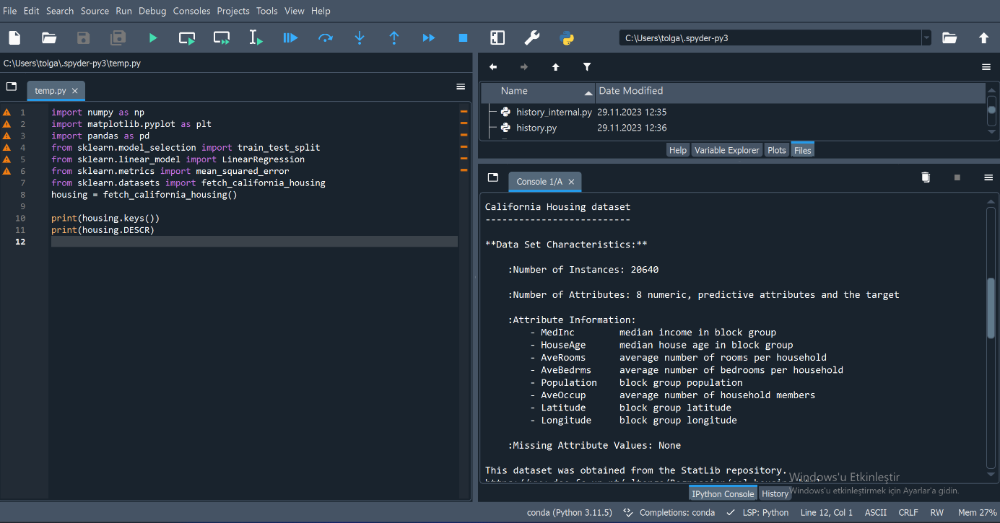 File Edit Search Source Run Debug Consoles Projects Tools View Help
C:\Users\tolga\.spyder-py3
C:\Users\tolga\.spyder-py3\temp.py
temp.py
1 import numpy as np
2 import matplotlib.pyplot as plt
3 import pandas as pd
4 from sklearn.model_selection import train_test_split
5 from sklearn.linear_model import LinearRegression
6 from sklearn.metrics import mean_squared_error
7 from sklearn.datasets import fetch_california_housing
8 housing = fetch_california_housing()
9
10 print(housing.keys())
11 print(housing.DESCR)
12
Name Date Modified
history_internal.py 29.11.2023 12:35
history.py 29.11.2023 12:36
Help Variable Explorer Plots Files
Console 1/A
California Housing dataset
--------------------------
**Data Set Characteristics:**
:Number of Instances: 20640
:Number of Attributes: 8 numeric, predictive attributes and the target
:Attribute Information:
- MedInc median income in block group
- HouseAge median house age in block group
- AveRooms average number of rooms per household
- AveBedrms average number of bedrooms per household
- Population block group population
- AveOccup average number of household members
- Latitude block group latitude
- Longitude block group longitude
:Missing Attribute Values: None
This dataset was obtained from the StatLib repository.
Windows'u Etkinleştir
Windows'u etkinleştirmek için Ayarlar'a gidin.
IPython Console History
conda (Python 3.11.5) Completions: conda LSP: Python Line 12, Col 1 ASCII CRLF RW Mem 27%